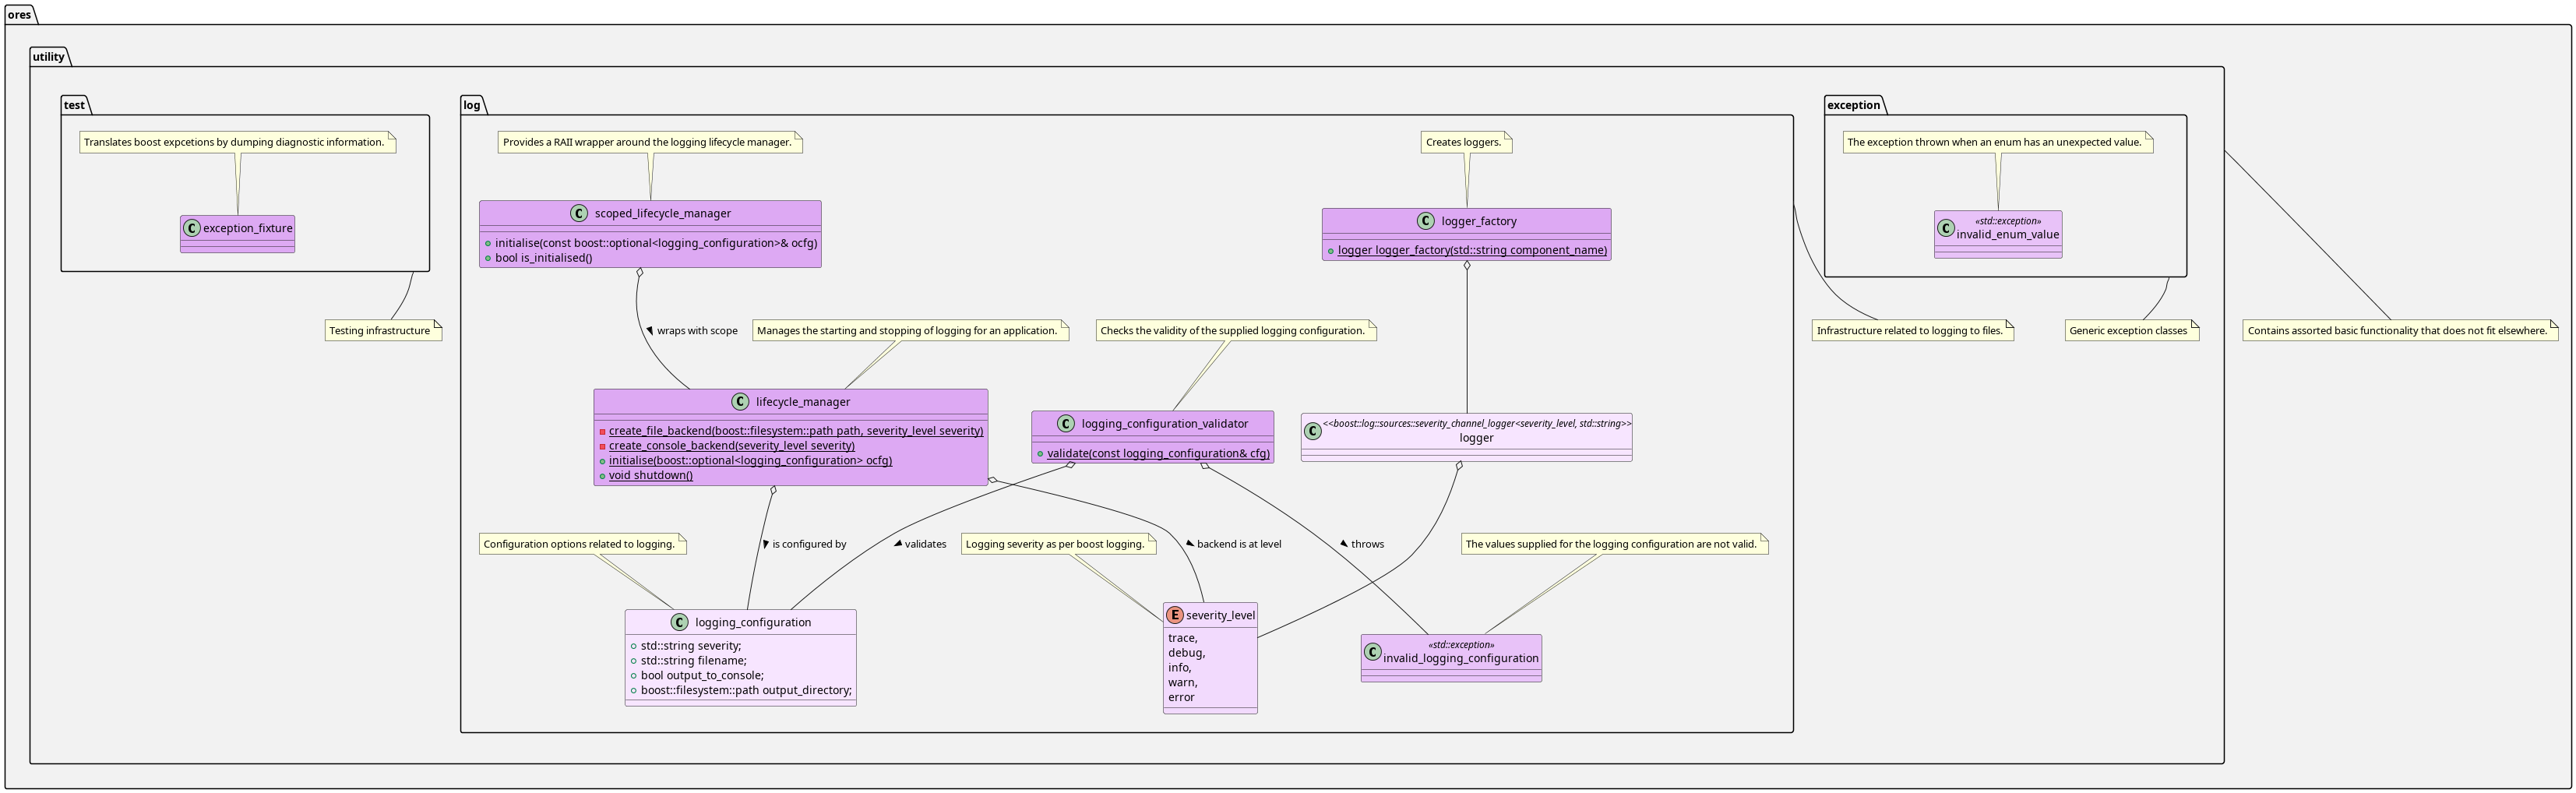 ores
utility
test
Translates boost expcetions by dumping diagnostic information.
C exception_fixture
Testing infrastructure
log
Provides a RAII wrapper around the logging lifecycle manager.
C scoped_lifecycle_manager
initialise(const boost::optional<logging_configuration>& ocfg)
bool is_initialised()
Creates loggers.
C logger_factory
logger logger_factory(std::string component_name)
wraps with scope
Manages the starting and stopping of logging for an application.
Checks the validity of the supplied logging configuration.
C lifecycle_manager
create_file_backend(boost::filesystem::path path, severity_level severity)
create_console_backend(severity_level severity)
initialise(boost::optional<logging_configuration> ocfg)
void shutdown()
C logging_configuration_validator
validate(const logging_configuration& cfg)
C <<boost::log::sources::severity_channel_logger<severity_level, std::string>>
logger
Configuration options related to logging.
is configured by
validates
Logging severity as per boost logging.
backend is at level
throws
The values supplied for the logging configuration are not valid.
C logging_configuration
std::string severity;
std::string filename;
bool output_to_console;
boost::filesystem::path output_directory;
E severity_level
trace,
debug,
info,
warn,
error
C «std::exception»
invalid_logging_configuration
exception
The exception thrown when an enum has an unexpected value.
C «std::exception»
invalid_enum_value
Infrastructure related to logging to files.
Generic exception classes
Contains assorted basic functionality that does not fit elsewhere.